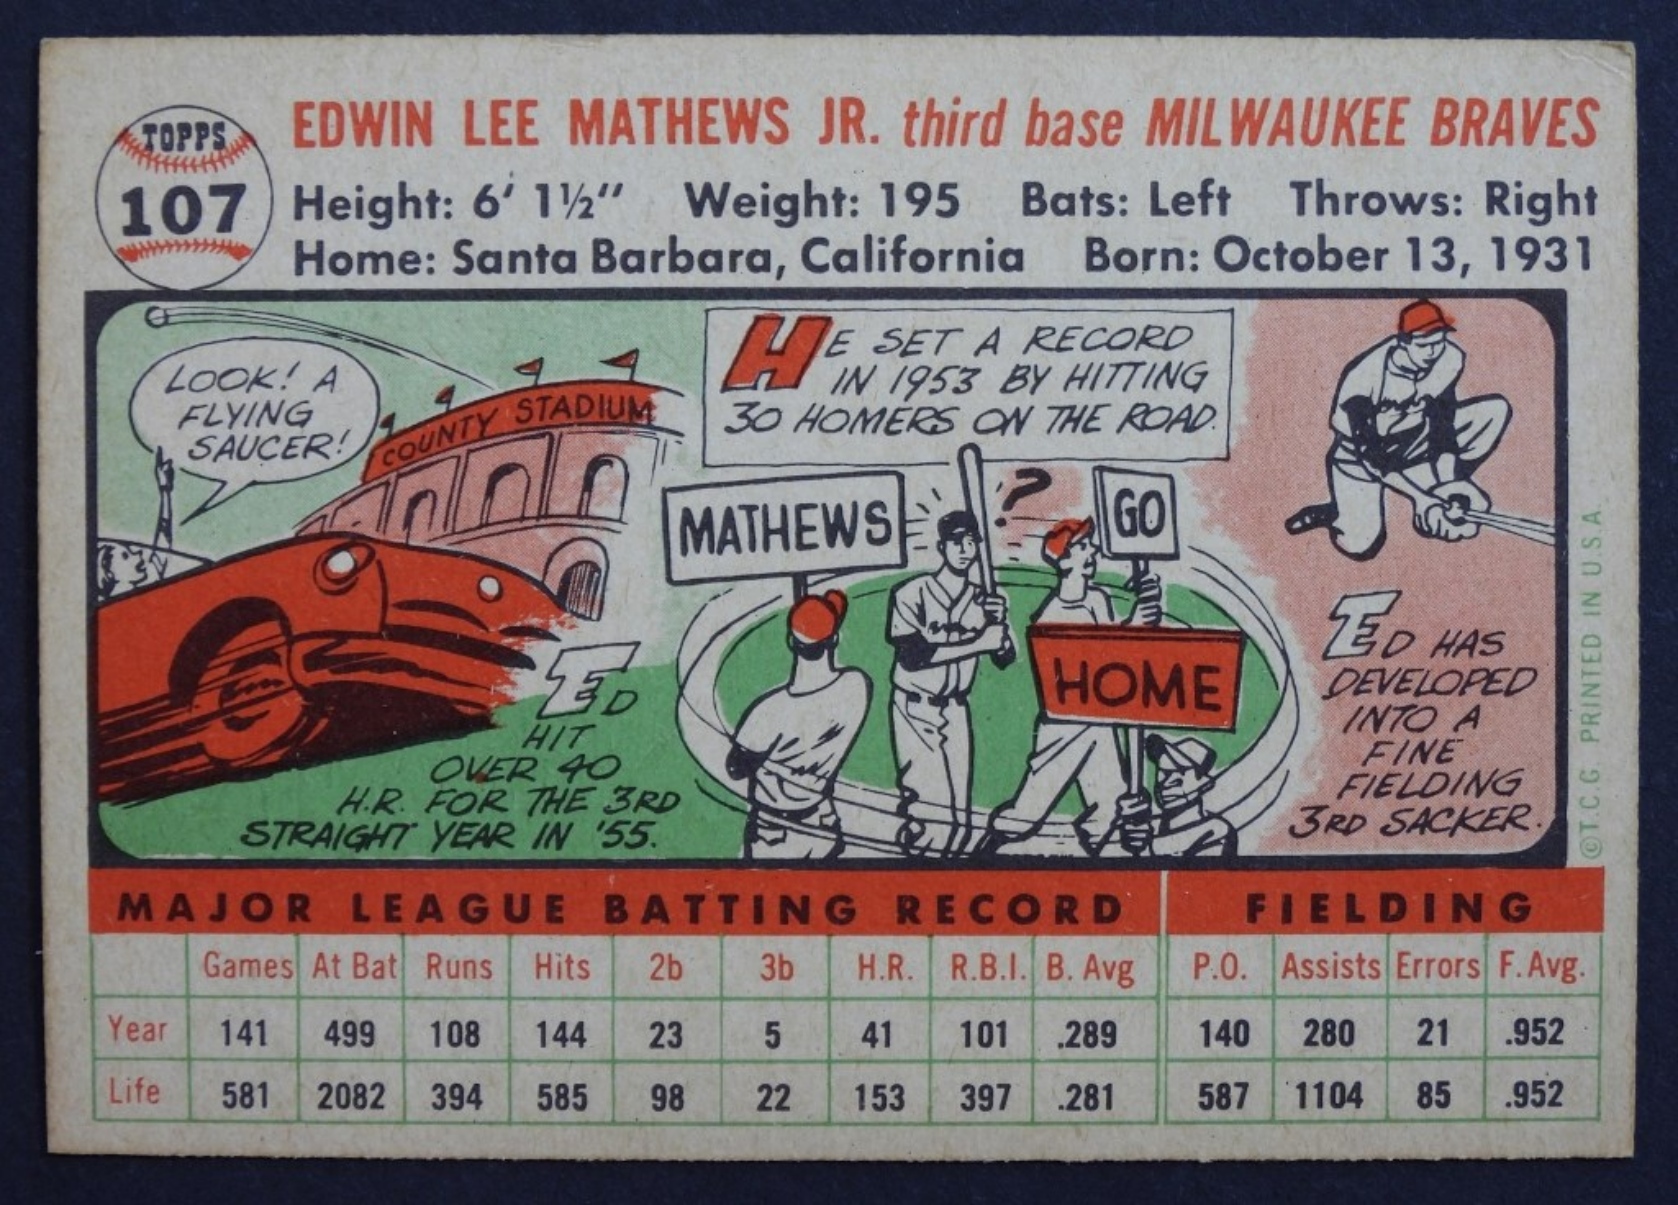 TOPPS
107
EDWIN LEE MATHEWS JR. third base MILWAUKEE BRAVES
Height: 6' 1½" Weight: 195 Bats: Left Throws: Right
Home: Santa Barbara, California Born: October 13, 1931
LOOK! A
FLYING
SAUCER!
COUNTY STADIUM
ED
HIT
OVER 40
H.R. FOR THE 3RD
STRAIGHT YEAR IN '55.
HE SET A RECORD
IN 1953 BY HITTING
30 HOMERS ON THE ROAD.
MATHEWS
?
GO
HOME
ED HAS
DEVELOPED
INTO A
FINE
FIELDING
3RD SACKER.
©T.C.G. PRINTED IN U.S.A.
MAJOR LEAGUE BATTING RECORD FIELDING
Games At Bat Runs Hits 2b 3b H.R. R.B.I. B. Avg P.O. Assists Errors F. Avg.
Year 141 499 108 144 23 5 41 101 .289 140 280 21 .952
Life 581 2082 394 585 98 22 153 397 .281 587 1104 85 .952